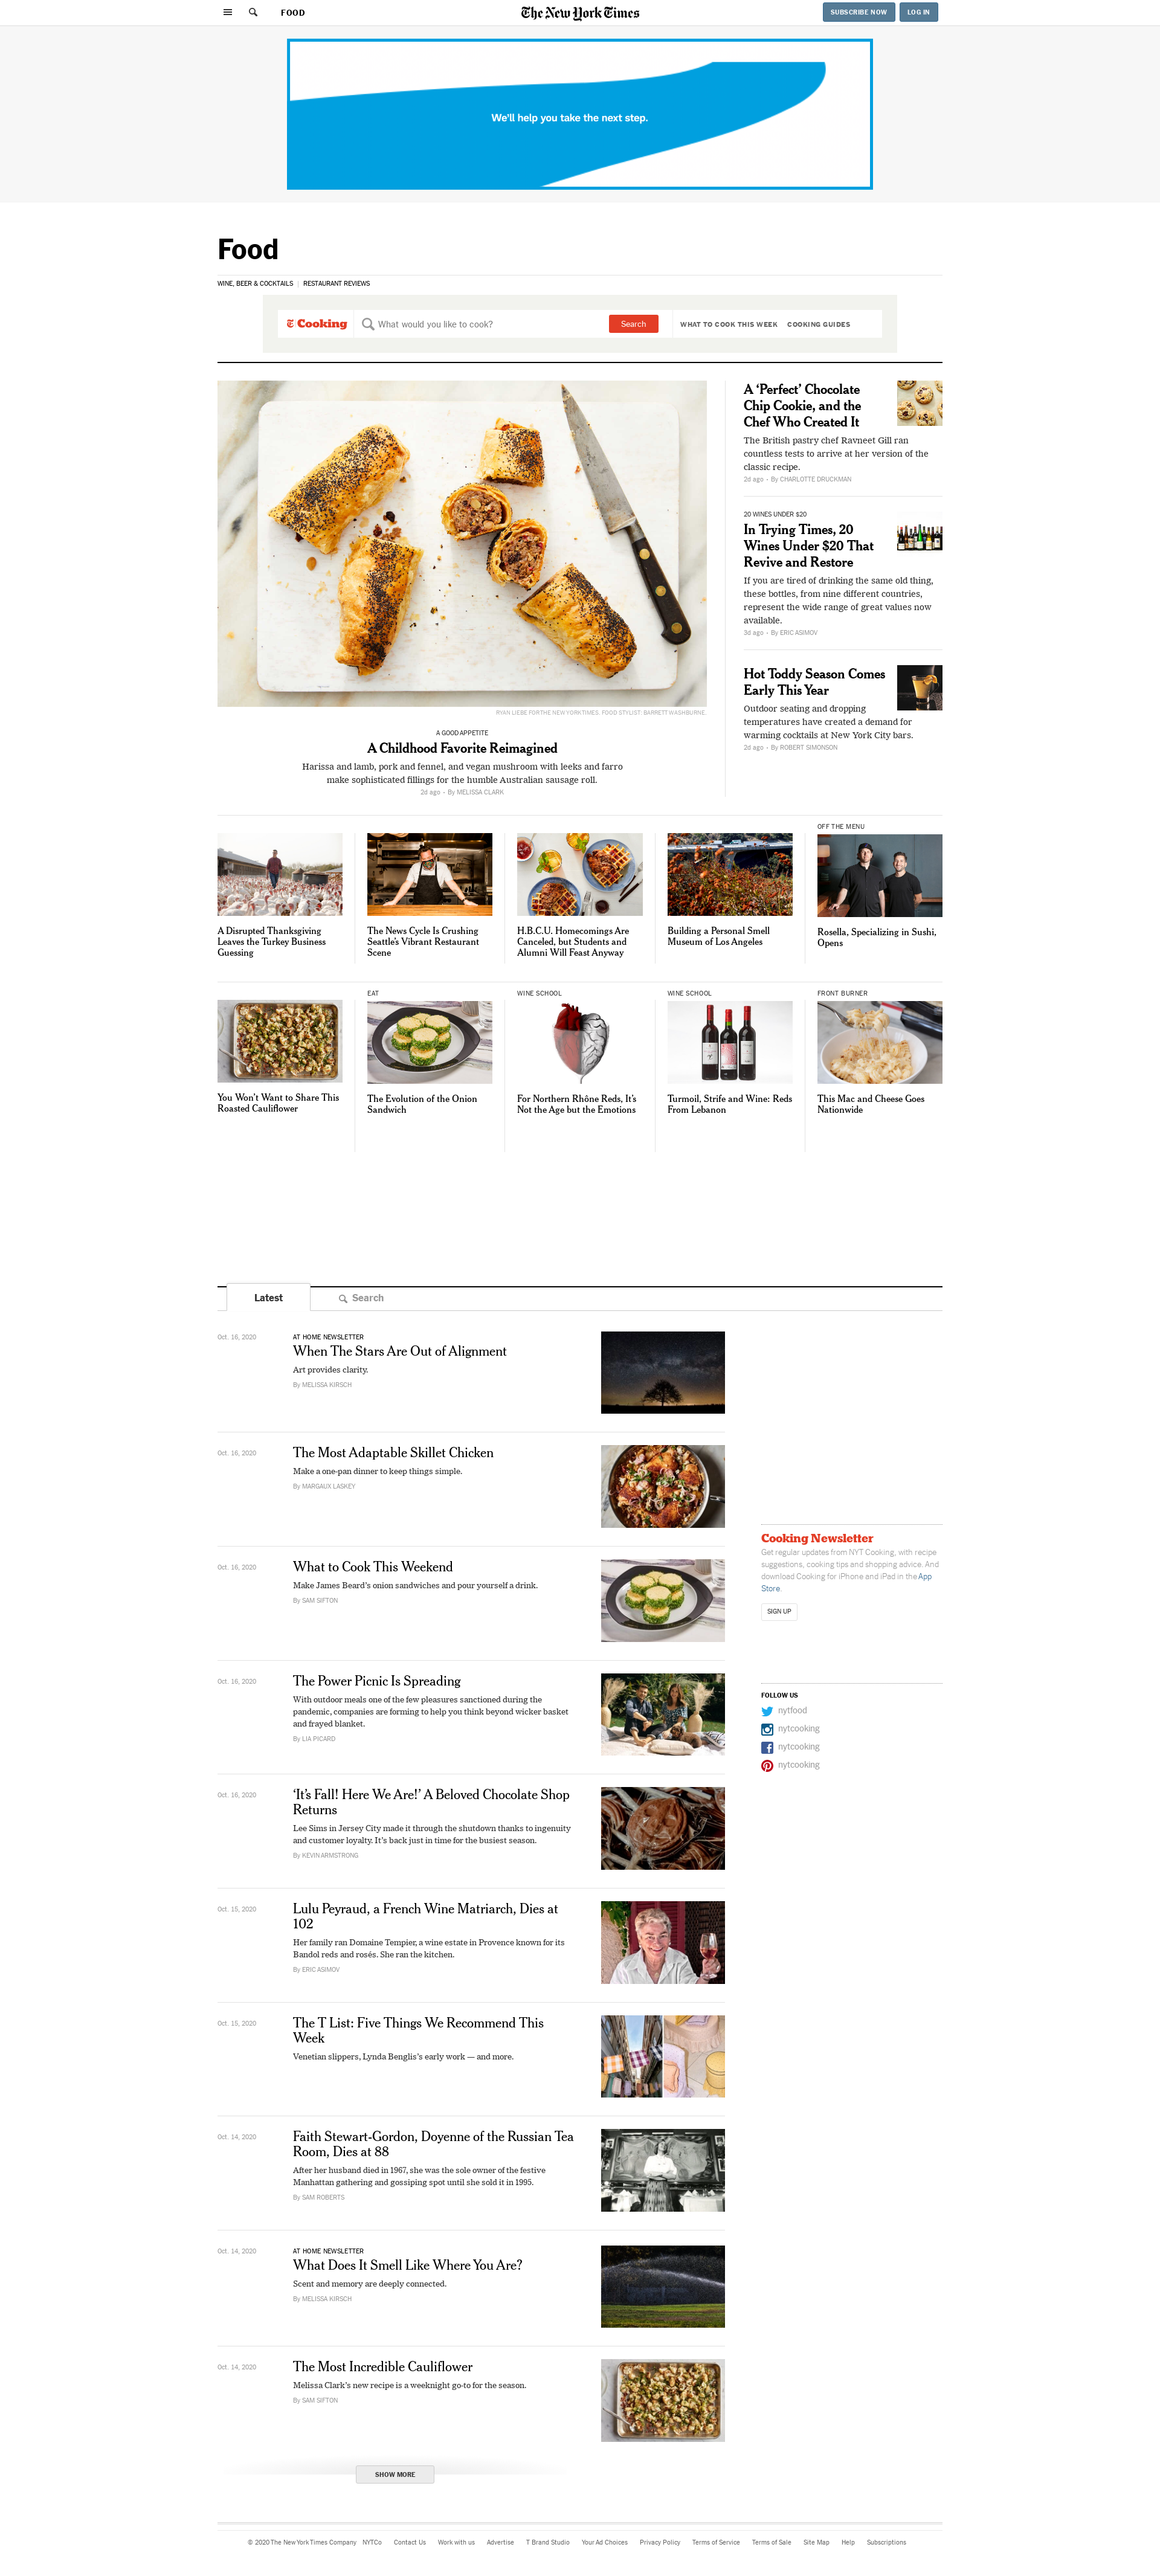 FOOD
The New York Times
SUBSCRIBE NOW
LOG IN
We'll help you take the next step.
Food
WINE, BEER & COCKTAILS
RESTAURANT REVIEWS
Cooking
What would you like to cook?
Search
WHAT TO COOK THIS WEEK
COOKING GUIDES
RYAN LIEBE FOR THE NEW YORK TIMES. FOOD STYLIST: BARRETT WASHBURNE.
A GOOD APPETITE
A Childhood Favorite Reimagined
Harissa and lamb, pork and fennel, and vegan mushroom with leeks and farro
make sophisticated fillings for the humble Australian sausage roll.
2d ago • By MELISSA CLARK
A ‘Perfect’ Chocolate
Chip Cookie, and the
Chef Who Created It
The British pastry chef Ravneet Gill ran
countless tests to arrive at her version of the
classic recipe.
2d ago • By CHARLOTTE DRUCKMAN
20 WINES UNDER $20
In Trying Times, 20
Wines Under $20 That
Revive and Restore
If you are tired of drinking the same old thing,
these bottles, from nine different countries,
represent the wide range of great values now
available.
3d ago • By ERIC ASIMOV
Hot Toddy Season Comes
Early This Year
Outdoor seating and dropping
temperatures have created a demand for
warming cocktails at New York City bars.
2d ago • By ROBERT SIMONSON
A Disrupted Thanksgiving
Leaves the Turkey Business
Guessing
The News Cycle Is Crushing
Seattle’s Vibrant Restaurant
Scene
H.B.C.U. Homecomings Are
Canceled, but Students and
Alumni Will Feast Anyway
Building a Personal Smell
Museum of Los Angeles
OFF THE MENU
Rosella, Specializing in Sushi,
Opens
You Won’t Want to Share This
Roasted Cauliflower
EAT
The Evolution of the Onion
Sandwich
WINE SCHOOL
For Northern Rhône Reds, It’s
Not the Age but the Emotions
WINE SCHOOL
Turmoil, Strife and Wine: Reds
From Lebanon
FRONT BURNER
This Mac and Cheese Goes
Nationwide
Latest
Search
Oct. 16, 2020
AT HOME NEWSLETTER
When The Stars Are Out of Alignment
Art provides clarity.
By MELISSA KIRSCH
Oct. 16, 2020
The Most Adaptable Skillet Chicken
Make a one-pan dinner to keep things simple.
By MARGAUX LASKEY
Oct. 16, 2020
What to Cook This Weekend
Make James Beard’s onion sandwiches and pour yourself a drink.
By SAM SIFTON
Oct. 16, 2020
The Power Picnic Is Spreading
With outdoor meals one of the few pleasures sanctioned during the
pandemic, companies are forming to help you think beyond wicker basket
and frayed blanket.
By LIA PICARD
Oct. 16, 2020
‘It’s Fall! Here We Are!’ A Beloved Chocolate Shop
Returns
Lee Sims in Jersey City made it through the shutdown thanks to ingenuity
and customer loyalty. It’s back just in time for the busiest season.
By KEVIN ARMSTRONG
Oct. 15, 2020
Lulu Peyraud, a French Wine Matriarch, Dies at
102
Her family ran Domaine Tempier, a wine estate in Provence known for its
Bandol reds and rosés. She ran the kitchen.
By ERIC ASIMOV
Oct. 15, 2020
The T List: Five Things We Recommend This
Week
Venetian slippers, Lynda Benglis’s early work — and more.
Oct. 14, 2020
Faith Stewart-Gordon, Doyenne of the Russian Tea
Room, Dies at 88
After her husband died in 1967, she was the sole owner of the festive
Manhattan gathering and gossiping spot until she sold it in 1995.
By SAM ROBERTS
Oct. 14, 2020
AT HOME NEWSLETTER
What Does It Smell Like Where You Are?
Scent and memory are deeply connected.
By MELISSA KIRSCH
Oct. 14, 2020
The Most Incredible Cauliflower
Melissa Clark’s new recipe is a weeknight go-to for the season.
By SAM SIFTON
SHOW MORE
Cooking Newsletter
Get regular updates from NYT Cooking, with recipe
suggestions, cooking tips and shopping advice. And
download Cooking for iPhone and iPad in the App
Store.
SIGN UP
FOLLOW US
nytfood
nytcooking
nytcooking
nytcooking
© 2020 The New York Times Company
NYTCo
Contact Us
Work with us
Advertise
T Brand Studio
Your Ad Choices
Privacy Policy
Terms of Service
Terms of Sale
Site Map
Help
Subscriptions